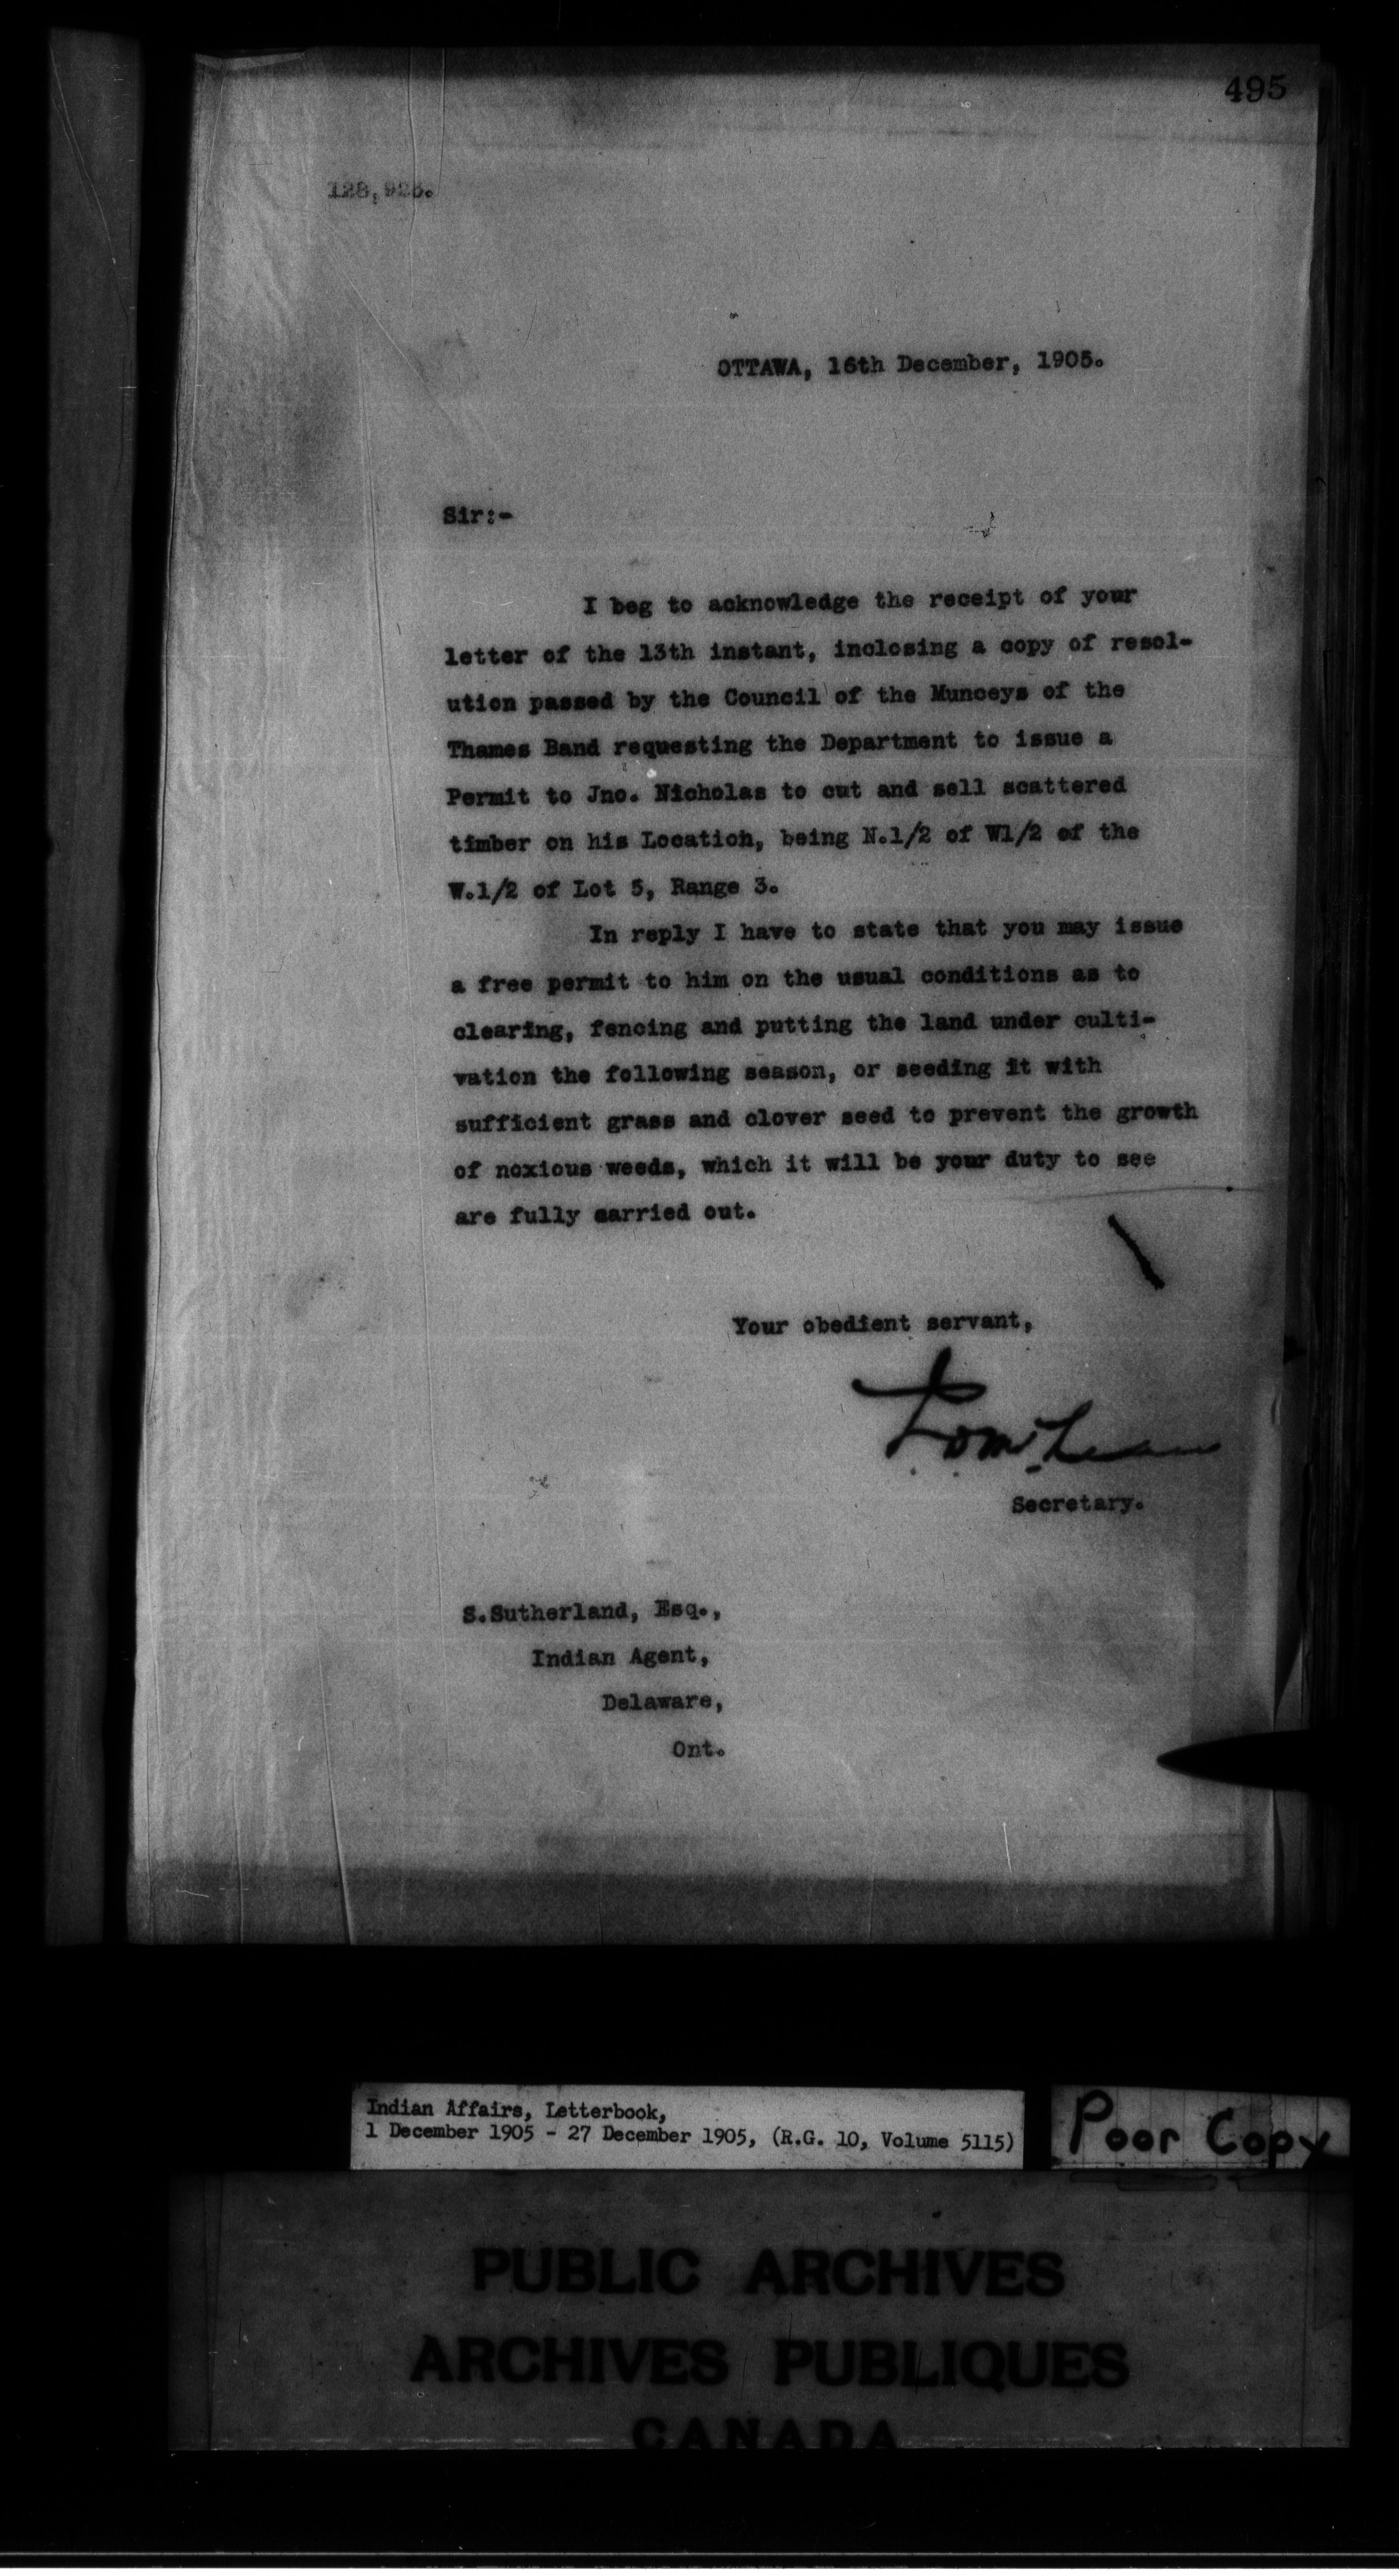 495
OTTAWA, 16th December, 1905.
Sir:-
I beg to acknowledge the receipt of your
letter of the 13th instant, inclosing a copy of resol-
ution passed by the Council of the Munceys of the
Thames Band requesting the Department to issue a
Permit to Jno. Nicholas to cut and sell scattered
timber on his Location, being N.1/2 of W1/2 of the
W.1/2 of Lot 5, Range 3.
In reply I have to state that you may issue
a free permit to him on the usual conditions as to
clearing, fencing and putting the land under culti-
vation the following season, or seeding it with
sufficient grass and clover seed to prevent the growth
of noxious weeds, which it will be your duty to see
are fully carried out.
Your obedient servant,
Secretary.
S.Sutherland, Esq.,
Indian Agent,
Delaware,
Ont.
Indian Affairs, Letterbook,
1 December 1905 - 27 December 1905, (R.G. 10, Volume 5115)
Poor Copy
PUBLIC ARCHIVES
ARCHIVES PUBLIQUES
CANADA